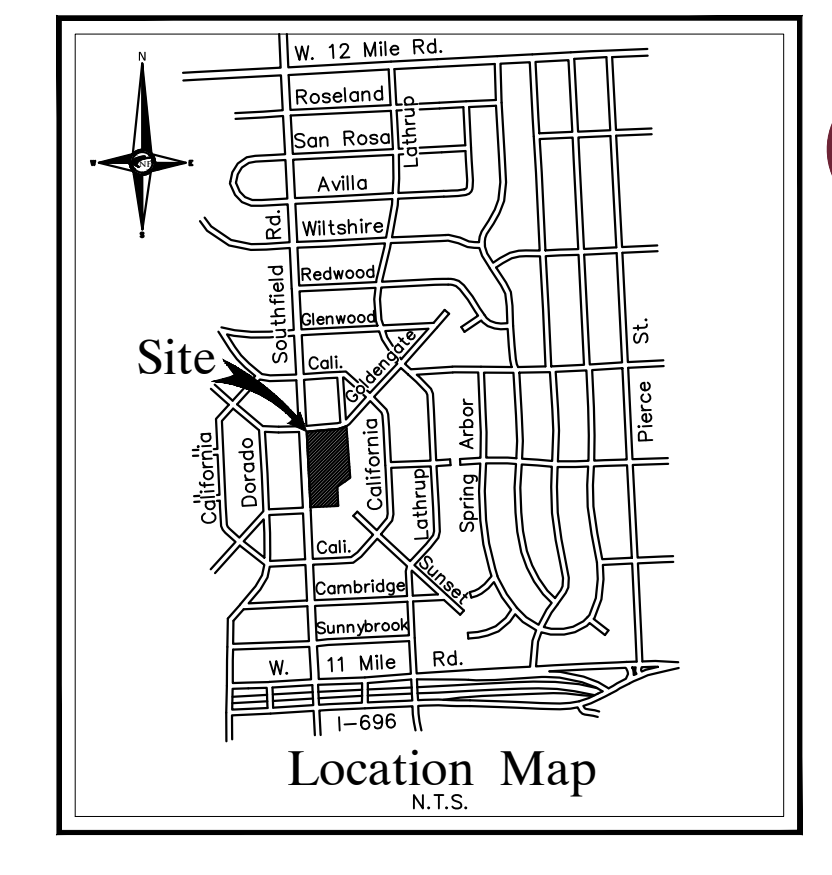 N
W. 12 Mile Rd.
Roseland
Lathrup
San Rosa
Avilla
Southfield Rd.
Wiltshire
Redwood
Glenwood
St.
Site
Cali.
Goldengate
Pierce
Arbor
California
Dorado
California
Lathrup
Spring
Cali.
Sunset
Cambridge
Sunnybrook
W. 11 Mile Rd.
I-696
Location Map
N.T.S.
W
NF
E
S